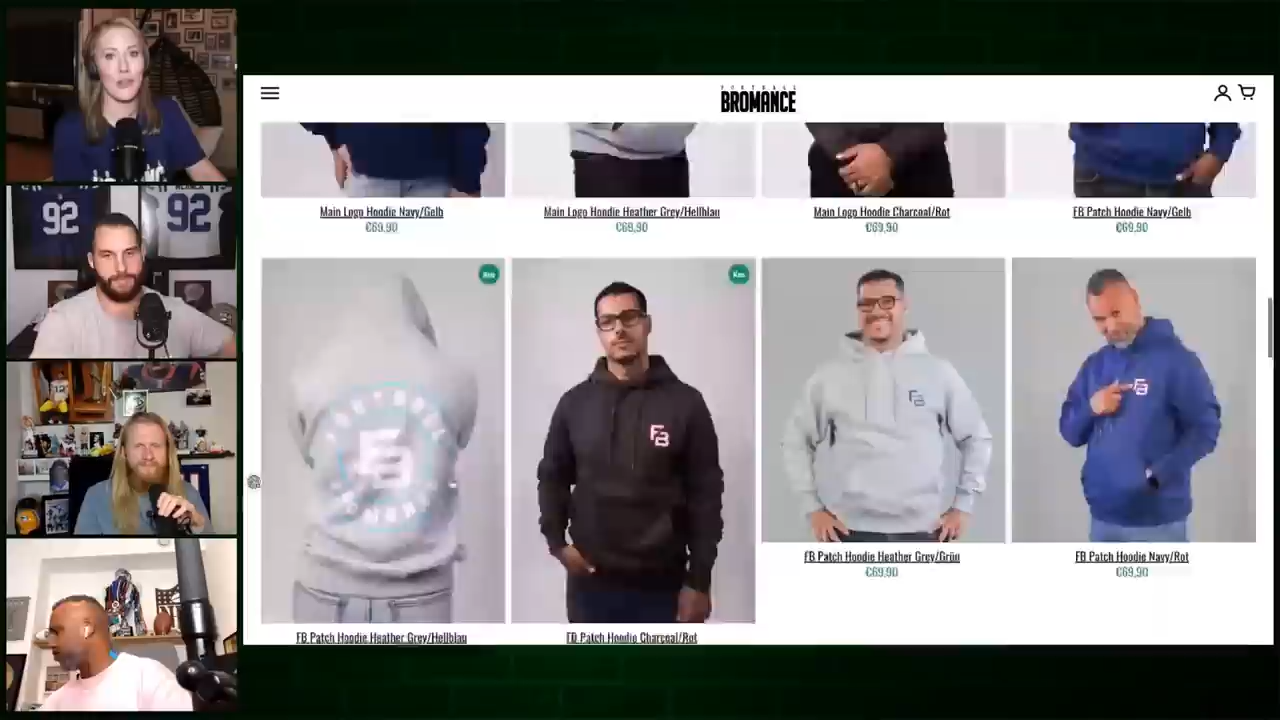 FOOTBALL
BROMANCE
Main Logo Hoodie Navy/Gelb
€69,90
Main Logo Hoodie Heather Grey/Hellblau
€69,90
Main Logo Hoodie Charcoal/Rot
€69,90
FB Patch Hoodie Navy/Gelb
€69,90
FB
FB
FB
FB
FB Patch Hoodie Heather Grey/Grün
€69,90
FB Patch Hoodie Navy/Rot
€69,90
FB Patch Hoodie Heather Grey/Hellblau
FB Patch Hoodie Charcoal/Rot
92
92
12